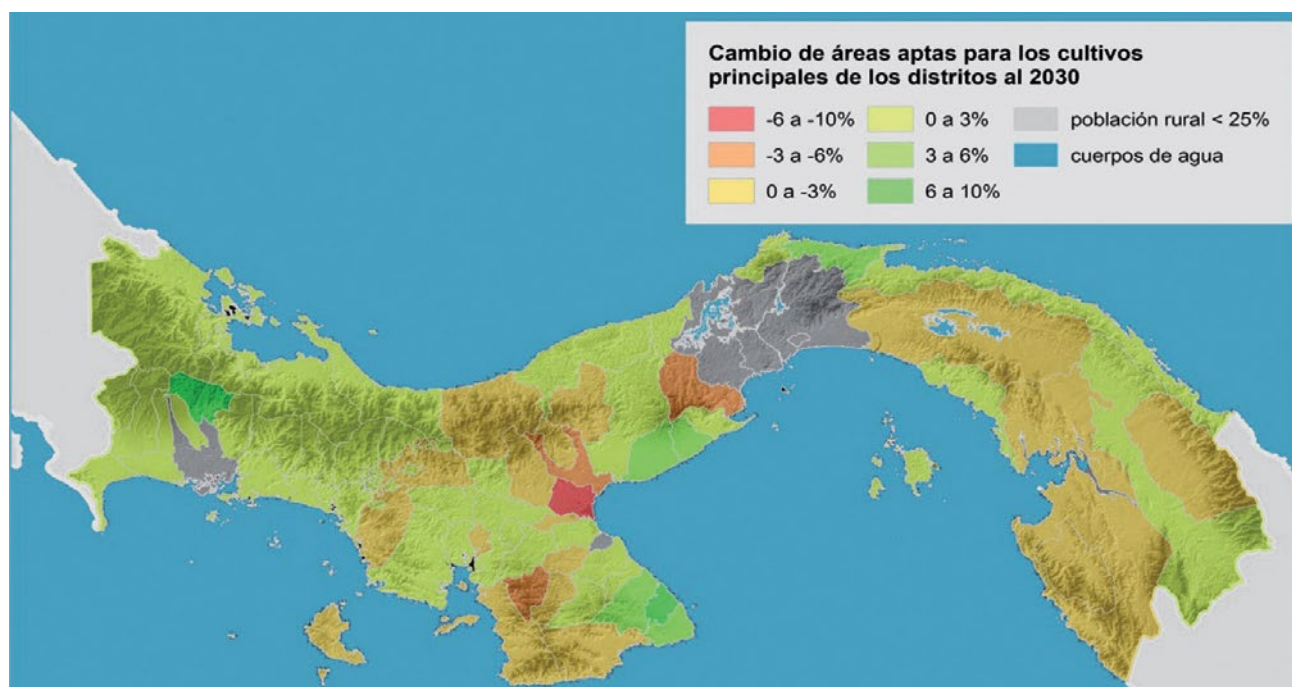 Cambio de áreas aptas para los cultivos
principales de los distritos al 2030
-6 a -10%
0 a 3%
población rural < 25%
-3 a -6%
3 a 6%
cuerpos de agua
0 a -3%
6 a 10%